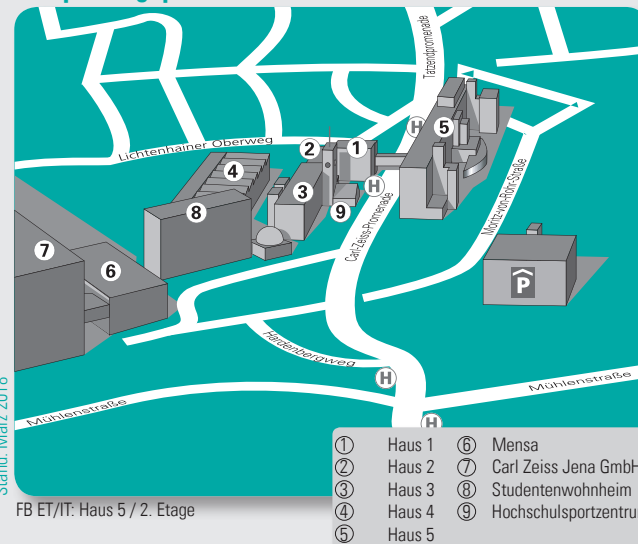 Tatzendpromenade
H
5
Lichtenhainer Oberweg
2
1
4
3
H
9
8
Carl-Zeiss-Promenade
Moritz-von-Rohr-Straße
7
6
P
Hardenbergweg
H
Mühlenstraße
Mühlenstraße
H
Stand: März 2018
① Haus 1 ⑥ Mensa
② Haus 2 ⑦ Carl Zeiss Jena GmbH
③ Haus 3 ⑧ Studentenwohnheim
④ Haus 4 ⑨ Hochschulsportzentru
⑤ Haus 5
FB ET/IT: Haus 5 / 2. Etage